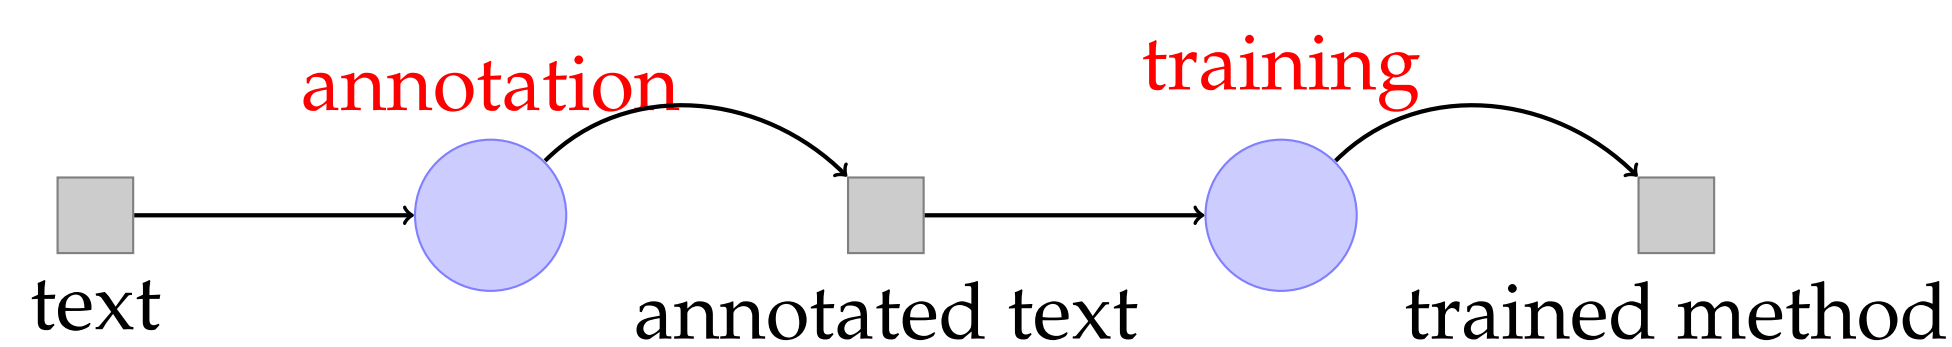 annotation
training
text
annotated text
trained method